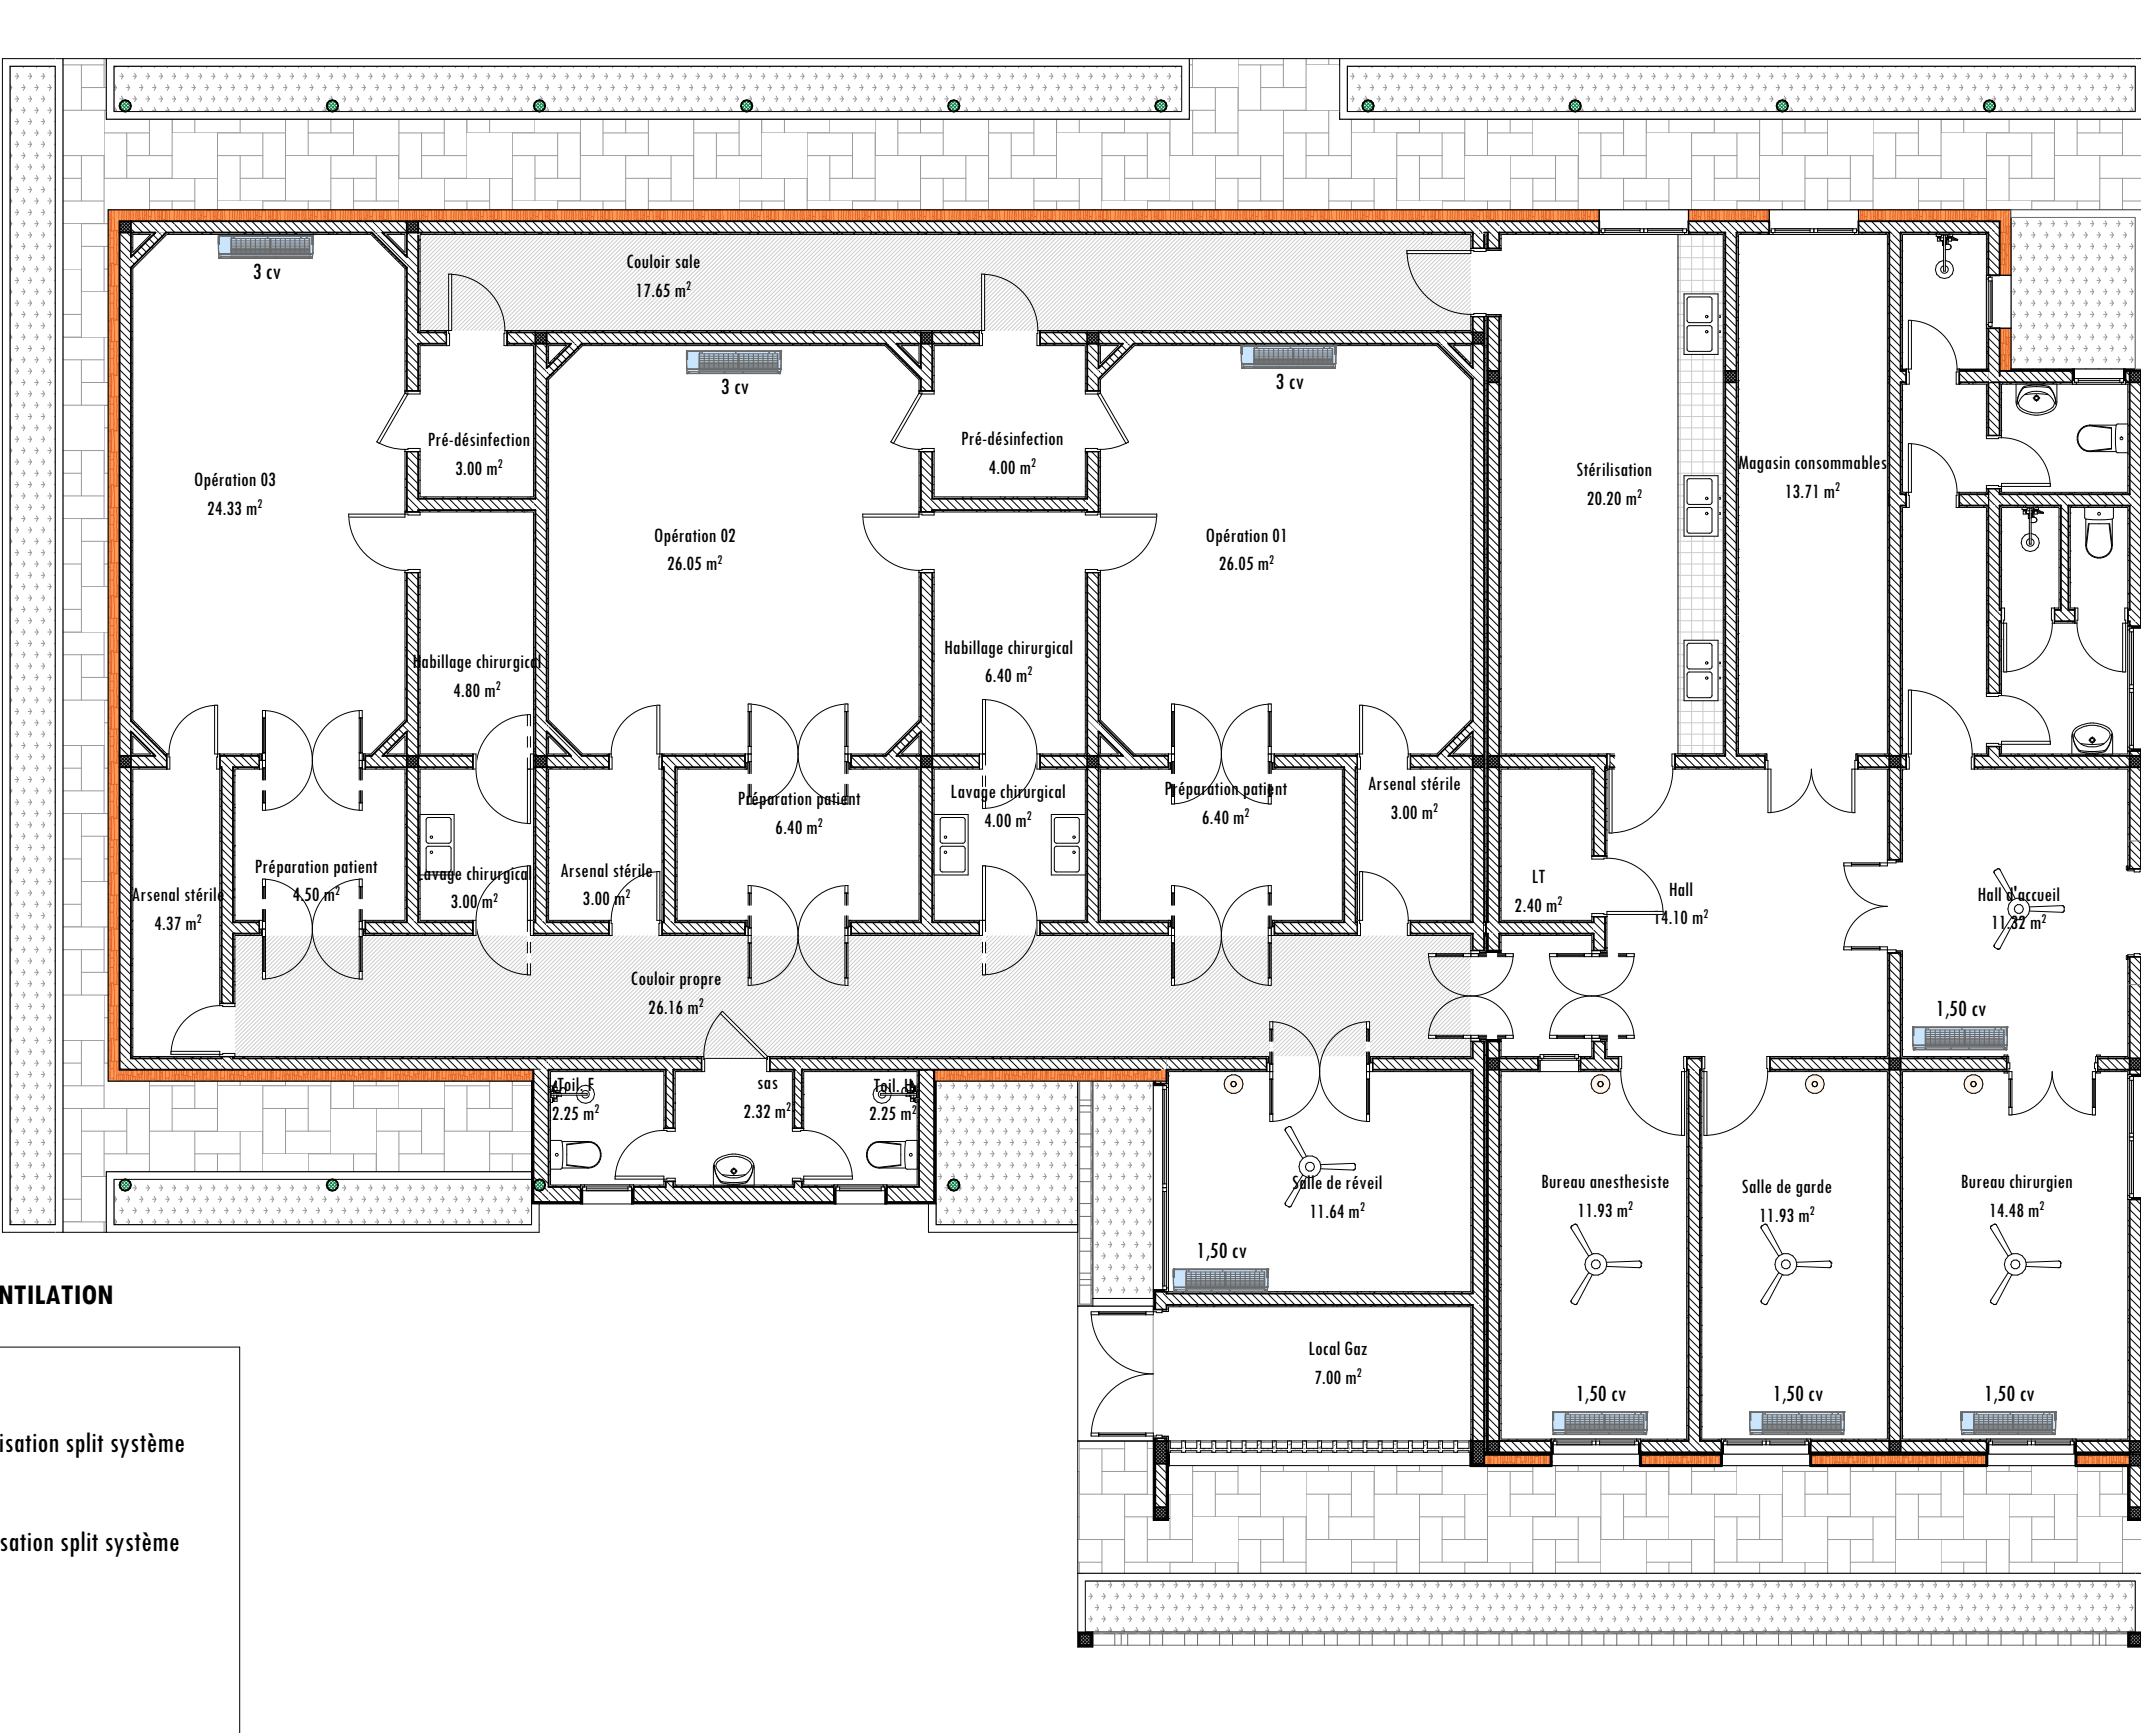 Couloir sale
17.65 m²
3 cv
3 cv
3 cv
Pré-désinfection
3.00 m²
Pré-désinfection
4.00 m²
Opération 03
24.33 m²
Stérilisation
20.20 m²
Magasin consommables
13.71 m²
Opération 02
26.05 m²
Opération 01
26.05 m²
Habillage chirurgical
4.80 m²
Habillage chirurgical
6.40 m²
Préparation patient
6.40 m²
Lavage chirurgical
4.00 m²
Préparation patient
6.40 m²
Arsenal stérile
3.00 m²
Arsenal stérile
4.37 m²
Préparation patient
4.50 m²
Lavage chirurgical
3.00 m²
Arsenal stérile
3.00 m²
LT
2.40 m²
Hall
14.10 m²
Hall d'accueil
11.32 m²
Couloir propre
26.16 m²
1,50 cv
Toil. F
2.25 m²
sas
2.32 m²
Toil. H
2.25 m²
Salle de réveil
11.64 m²
Bureau anesthesiste
11.93 m²
Salle de garde
11.93 m²
Bureau chirurgien
14.48 m²
1,50 cv
Local Gaz
7.00 m²
1,50 cv
1,50 cv
1,50 cv
NTILATION
isation split système
sation split système